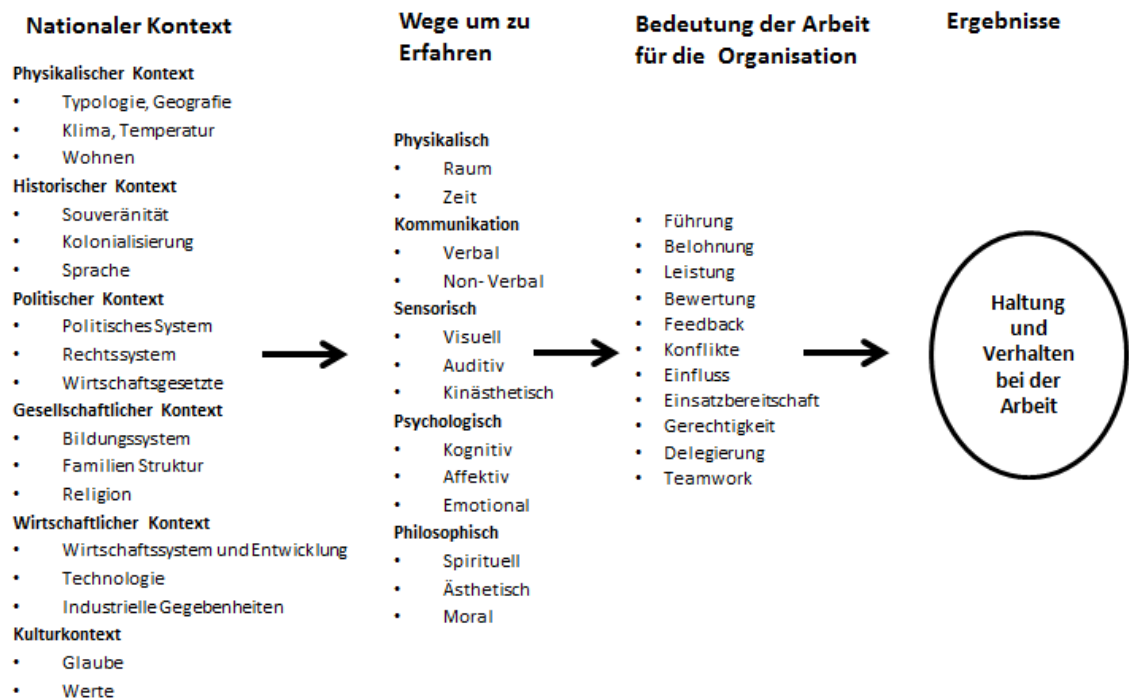 Nationaler Kontext
Physikalischer Kontext
• Typologie, Geografie
• Klima, Temperatur
• Wohnen
Historischer Kontext
• Souveränität
• Kolonialisierung
• Sprache
Politischer Kontext
• Politisches System
• Rechtssystem
• Wirtschaftsgesetzte
Gesellschaftlicher Kontext
• Bildungssystem
• Familien Struktur
• Religion
Wirtschaftlicher Kontext
• Wirtschaftssystem und Entwicklung
• Technologie
• Industrielle Gegebenheiten
Kulturkontext
• Glaube
• Werte
Wege um zu
Erfahren
Physikalisch
• Raum
• Zeit
Kommunikation
• Verbal
• Non- Verbal
Sensorisch
• Visuell
• Auditiv
• Kinästhetisch
Psychologisch
• Kognitiv
• Affektiv
• Emotional
Philosophisch
• Spirituell
• Ästhetisch
• Moral
Bedeutung der Arbeit
für die Organisation
• Führung
• Belohnung
• Leistung
• Bewertung
• Feedback
• Konflikte
• Einfluss
• Einsatzbereitschaft
• Gerechtigkeit
• Delegierung
• Teamwork
Ergebnisse
Haltung
und
Verhalten
bei der
Arbeit